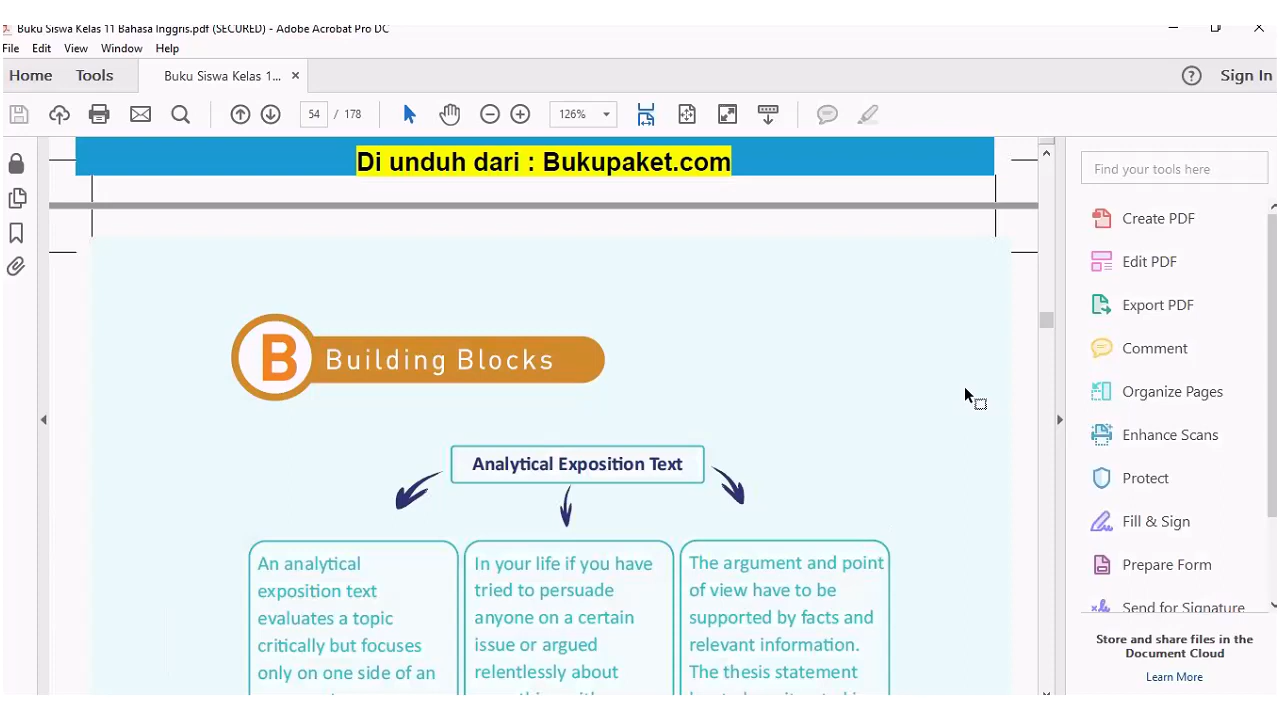 Buku Siswa Kelas 11 Bahasa Inggris.pdf (SECURED) - Adobe Acrobat Pro DC
File Edit View Window Help
Home Tools Buku Siswa Kelas 1... × Sign In
54 / 178 126%
Di unduh dari : Bukupaket.com
B Building Blocks
Analytical Exposition Text
An analytical
exposition text
evaluates a topic
critically but focuses
only on one side of an
In your life if you have
tried to persuade
anyone on a certain
issue or argued
relentlessly about
The argument and point
of view have to be
supported by facts and
relevant information.
The thesis statement
Find your tools here
Create PDF
Edit PDF
Export PDF
Comment
Organize Pages
Enhance Scans
Protect
Fill & Sign
Prepare Form
Send for Signature
Store and share files in the
Document Cloud
Learn More